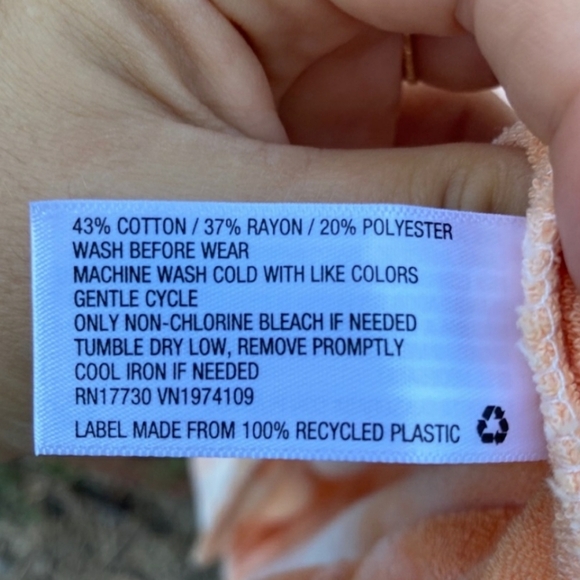 43% COTTON / 37% RAYON / 20% POLYESTER
WASH BEFORE WEAR
MACHINE WASH COLD WITH LIKE COLORS
GENTLE CYCLE
ONLY NON-CHLORINE BLEACH IF NEEDED
TUMBLE DRY LOW, REMOVE PROMPTLY
COOL IRON IF NEEDED
RN17730 VN1974109
LABEL MADE FROM 100% RECYCLED PLASTIC